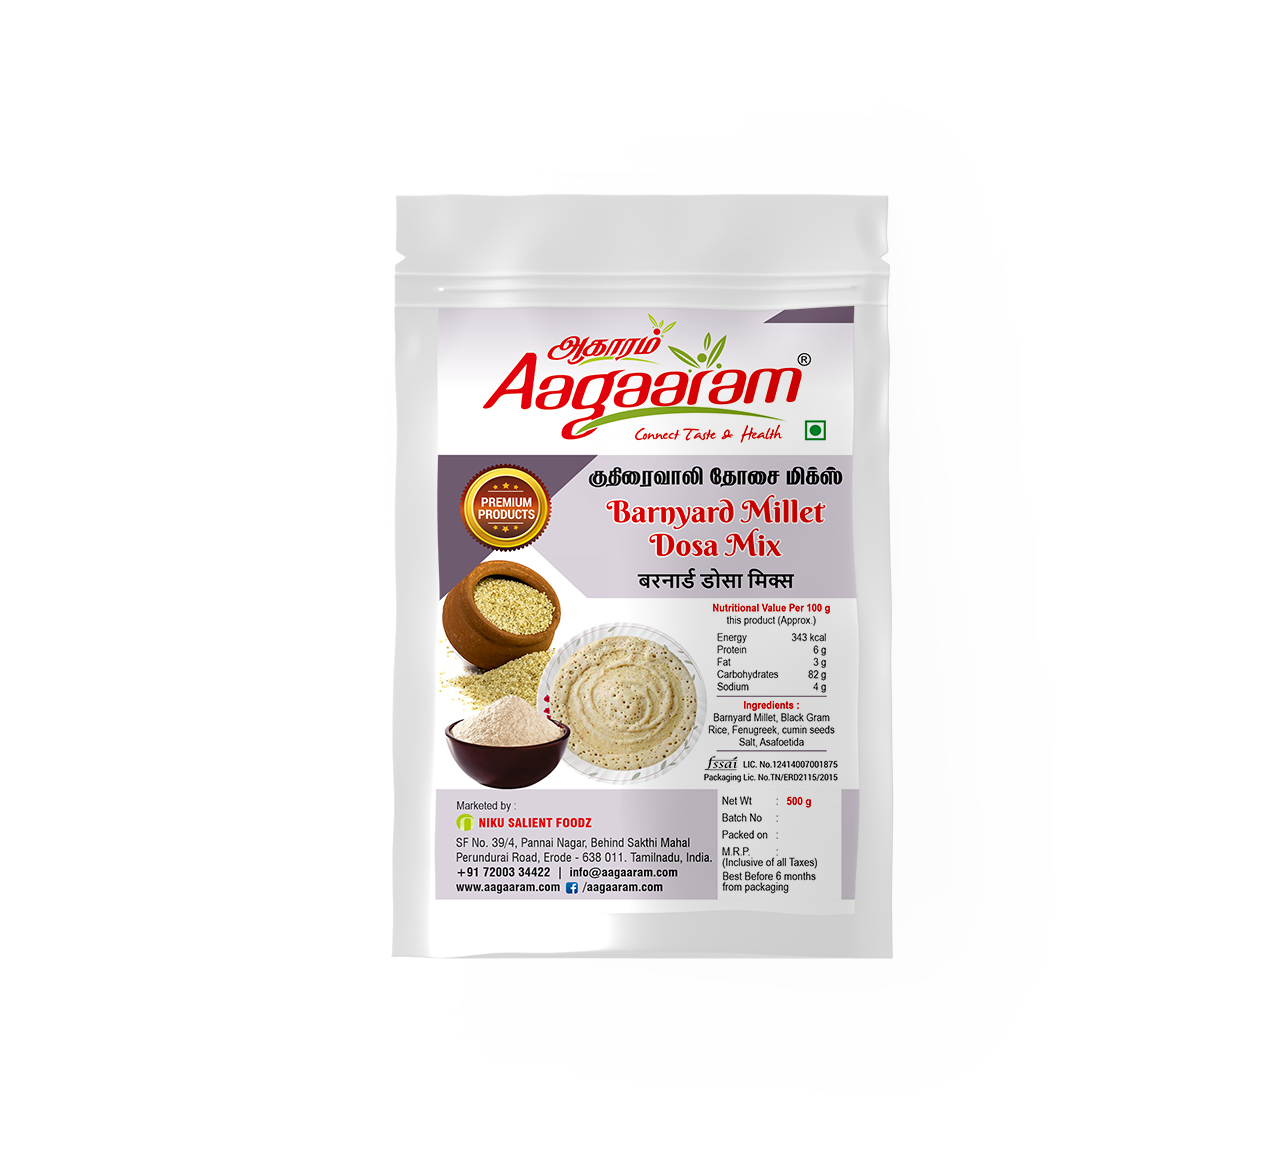 ஆகாரம்
Aagaaram®
Connect Taste & Health
PREMIUM
PRODUCTS
குதிரைவாலி தோசை மிக்ஸ்
Barnyard Millet
Dosa Mix
बरनार्ड डोसा मिक्स
Nutritional Value Per 100 g
this product (Approx.)
Energy 343 kcal
Protein 6 g
Fat 3 g
Carbohydrates 82 g
Sodium 4 g
Ingredients :
Barnyard Millet, Black Gram
Rice, Fenugreek, cumin seeds
Salt, Asafoetida
fssai LIC. No.12414007001875
Packaging Lic. No.TN/ERD2115/2015
Marketed by :
NIKU SALIENT FOODZ
SF No. 39/4, Pannai Nagar, Behind Sakthi Mahal
Perundurai Road, Erode - 638 011. Tamilnadu, India.
+91 72003 34422 | info@aagaaram.com
www.aagaaram.com f /aagaaram.com
Net Wt : 500 g
Batch No :
Packed on :
M.R.P. :
(Inclusive of all Taxes)
Best Before 6 months
from packaging